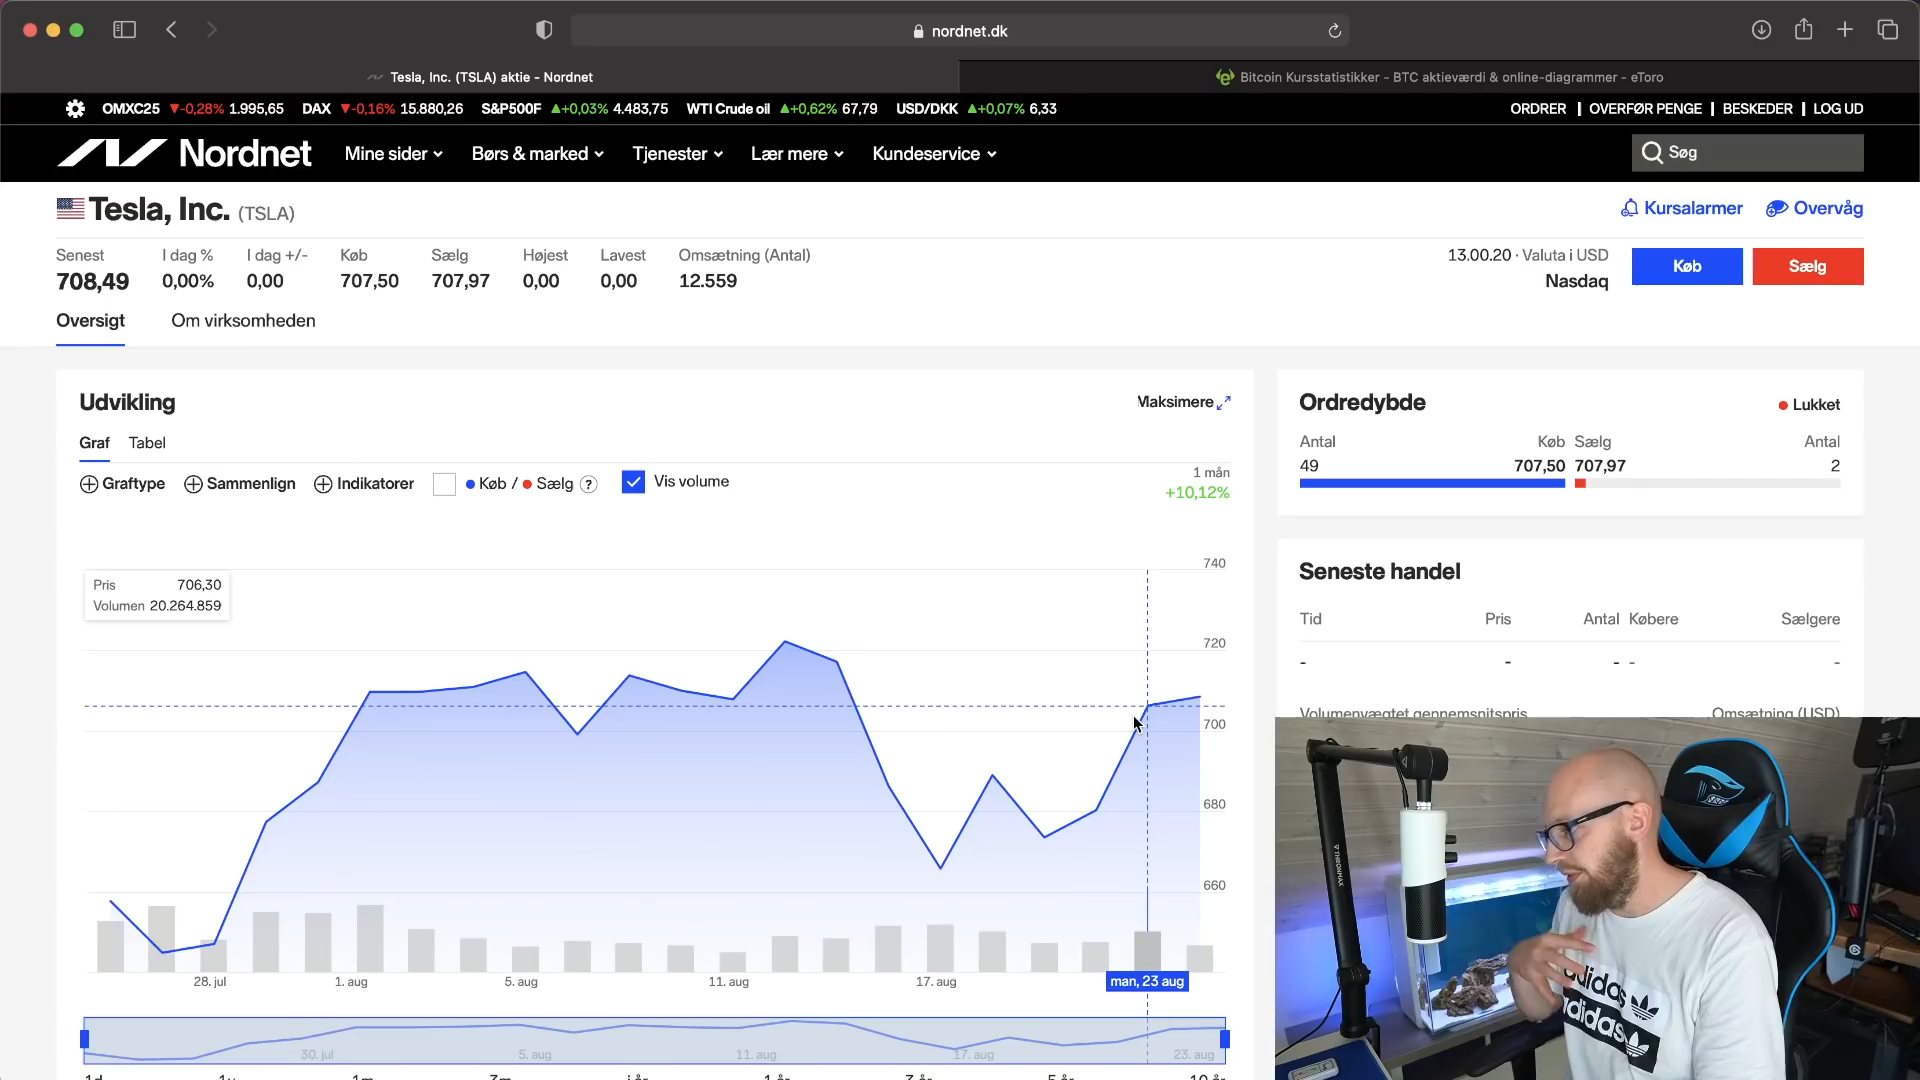 nordnet.dk
Tesla, Inc. (TSLA) aktie - Nordnet
Bitcoin Kursstatistikker - BTC aktieværdi & online-diagrammer - eToro
OMXC25 ▼-0,28% 1.995,65 DAX ▼-0,16% 15.880,26 S&P500F ▲+0,03% 4.483,75 WTI Crude oil ▲+0,62% 67,79 USD/DKK ▲+0,07% 6,33
ORDRER | OVERFØR PENGE | BESKEDER | LOG UD
Nordnet Mine sider Børs & marked Tjenester Lær mere Kundeservice
Søg
Tesla, Inc. (TSLA)
Kursalarmer Overvåg
Senest I dag % I dag +/- Køb Sælg Højest Lavest Omsætning (Antal)
708,49 0,00% 0,00 707,50 707,97 0,00 0,00 12.559
13.00.20 · Valuta i USD
Nasdaq
Køb Sælg
Oversigt Om virksomheden
Udvikling
Maksimere
Graf Tabel
Graftype Sammenlign Indikatorer Køb / Sælg ? Vis volume
1 mån
+10,12%
Pris 706,30
Volumen 20.264.859
740
720
700
680
660
28. jul 1. aug 5. aug 11. aug 17. aug man, 23 aug
30. jul 5. aug 11. aug 17. aug 23. aug
Ordredybde
Lukket
Antal Køb Sælg Antal
49 707,50 707,97 2
Seneste handel
Tid Pris Antal Købere Sælgere
- - - - -
Volumenvægtet gennemsnitspris Omsætning (USD)
THRONMAX
adidas
adidas